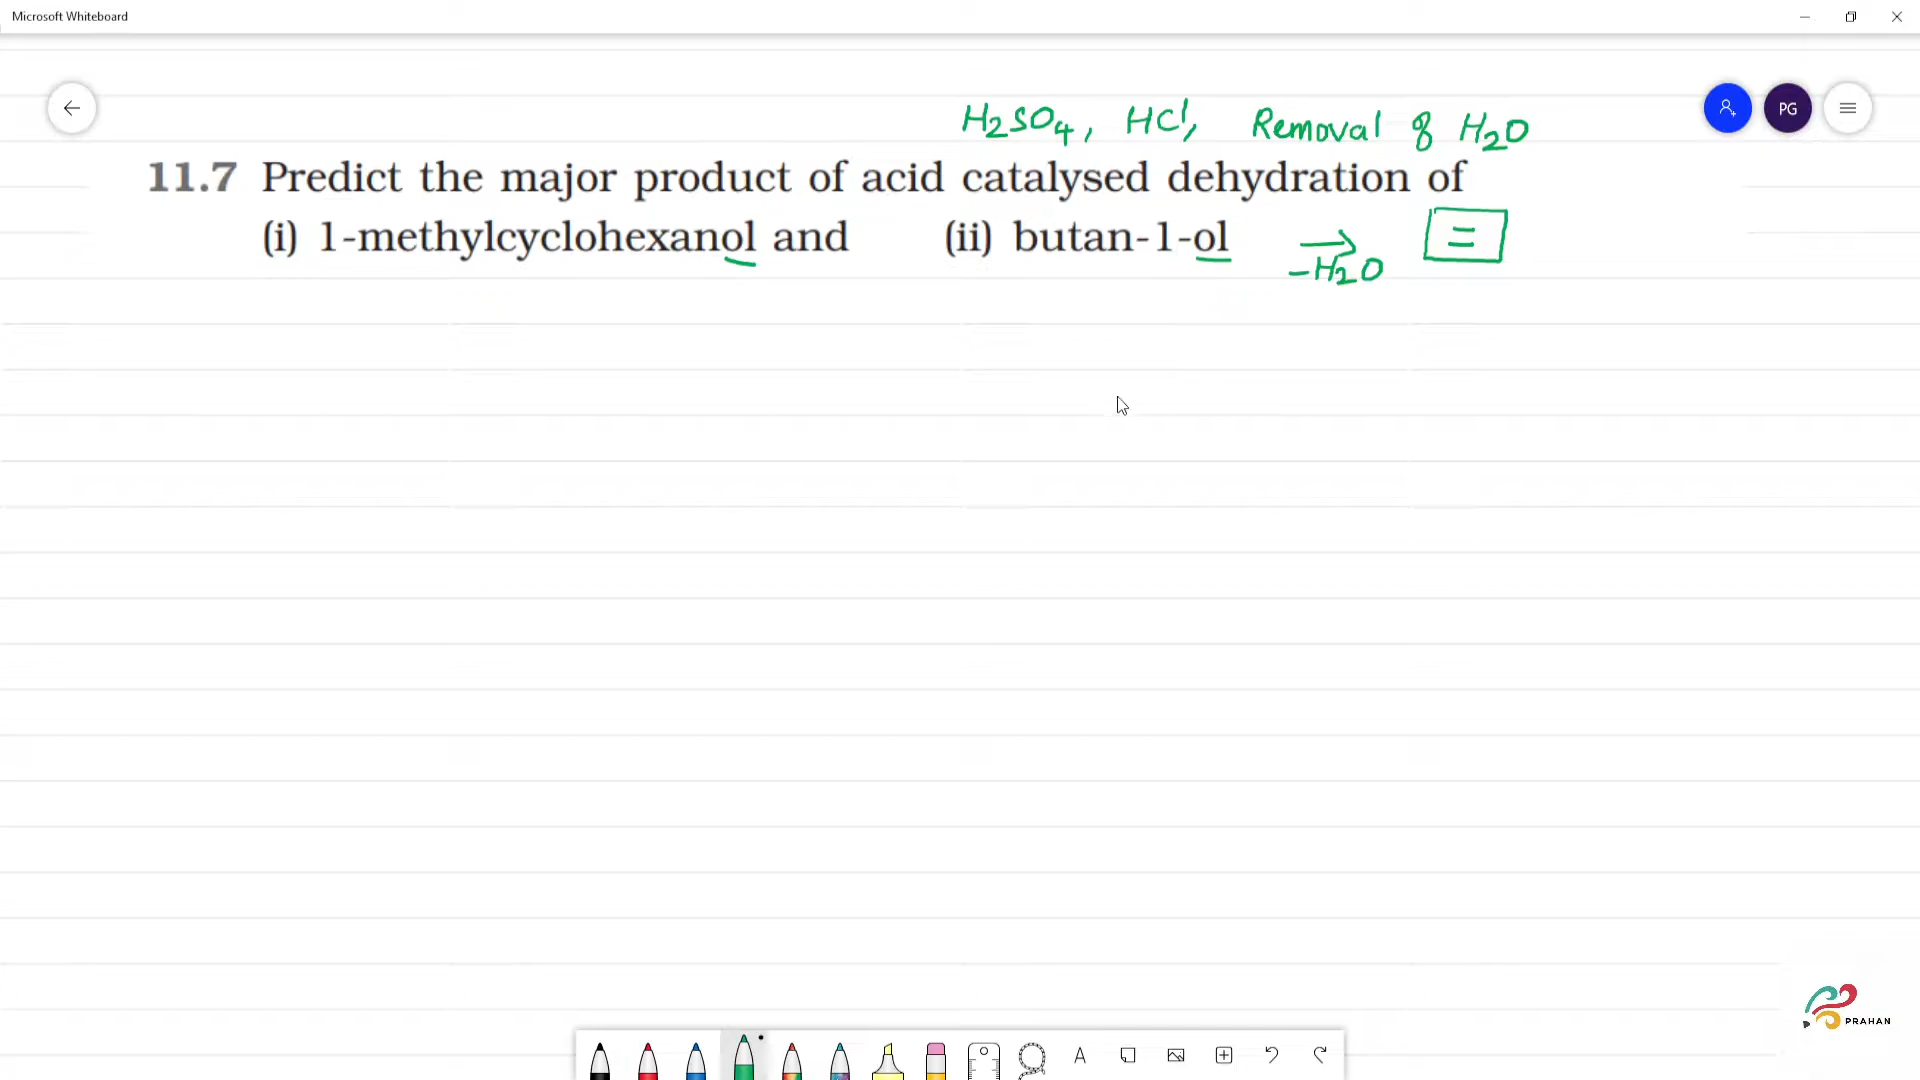 Microsoft Whiteboard
H2SO4, HCl, Removal of H2O
PG
11.7 Predict the major product of acid catalysed dehydration of
(i) 1-methylcyclohexanol and (ii) butan-1-ol → =
-H2O
PRAHAN
A